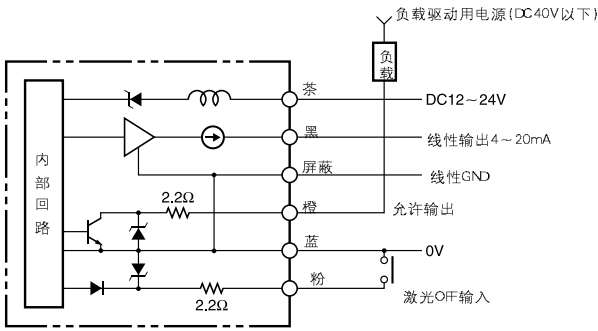 负载驱动用电源(DC40V以下)
负载
茶
DC12～24V
黑
线性输出4～20mA
屏蔽
线性GND
内部回路
2.2Ω
橙
允许输出
蓝
0V
粉
2.2Ω
激光OFF输入